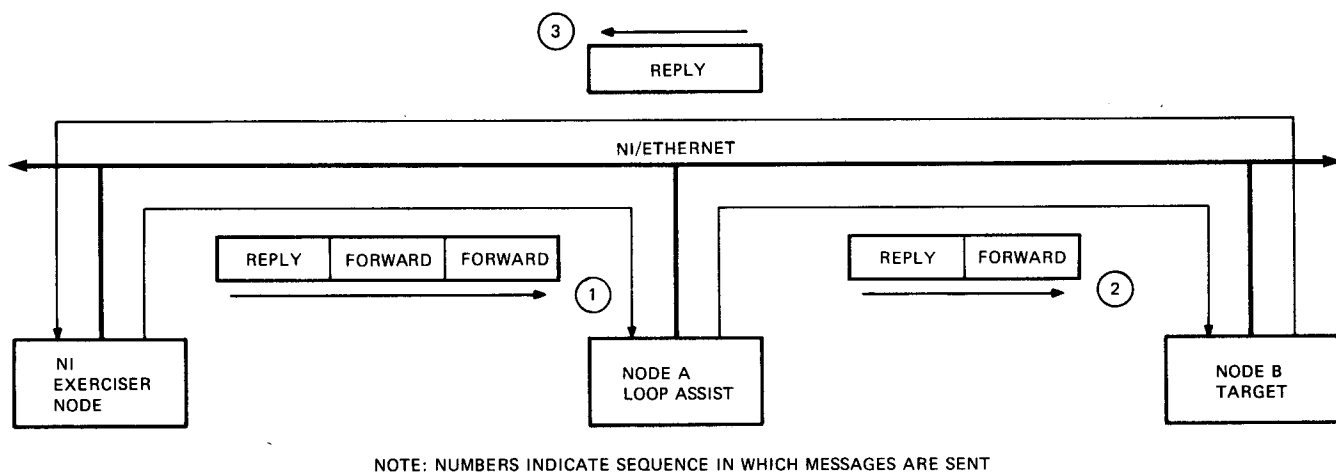 3
REPLY
NI/ETHERNET
REPLY FORWARD FORWARD
REPLY FORWARD
1
2
NI
EXERCISER
NODE
NODE A
LOOP ASSIST
NODE B
TARGET
NOTE: NUMBERS INDICATE SEQUENCE IN WHICH MESSAGES ARE SENT